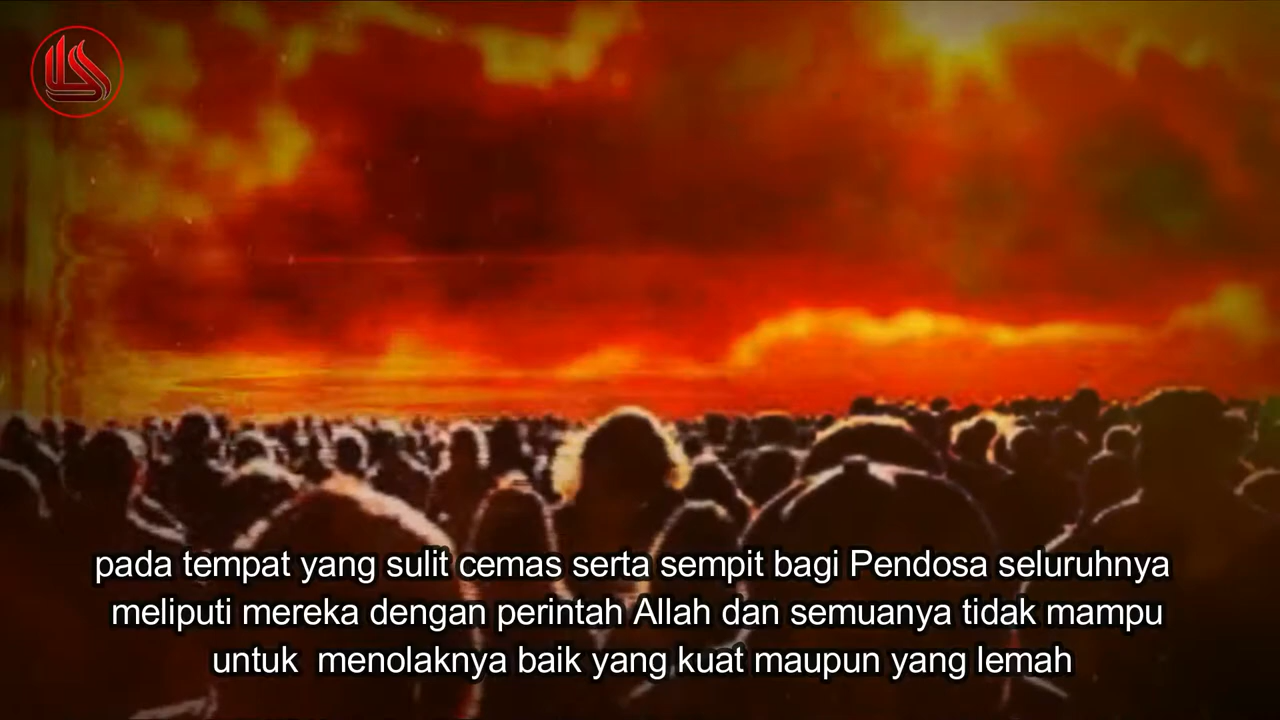 pada tempat yang sulit cemas serta sempit bagi Pendosa seluruhnya
meliputi mereka dengan perintah Allah dan semuanya tidak mampu
untuk menolaknya baik yang kuat maupun yang lemah